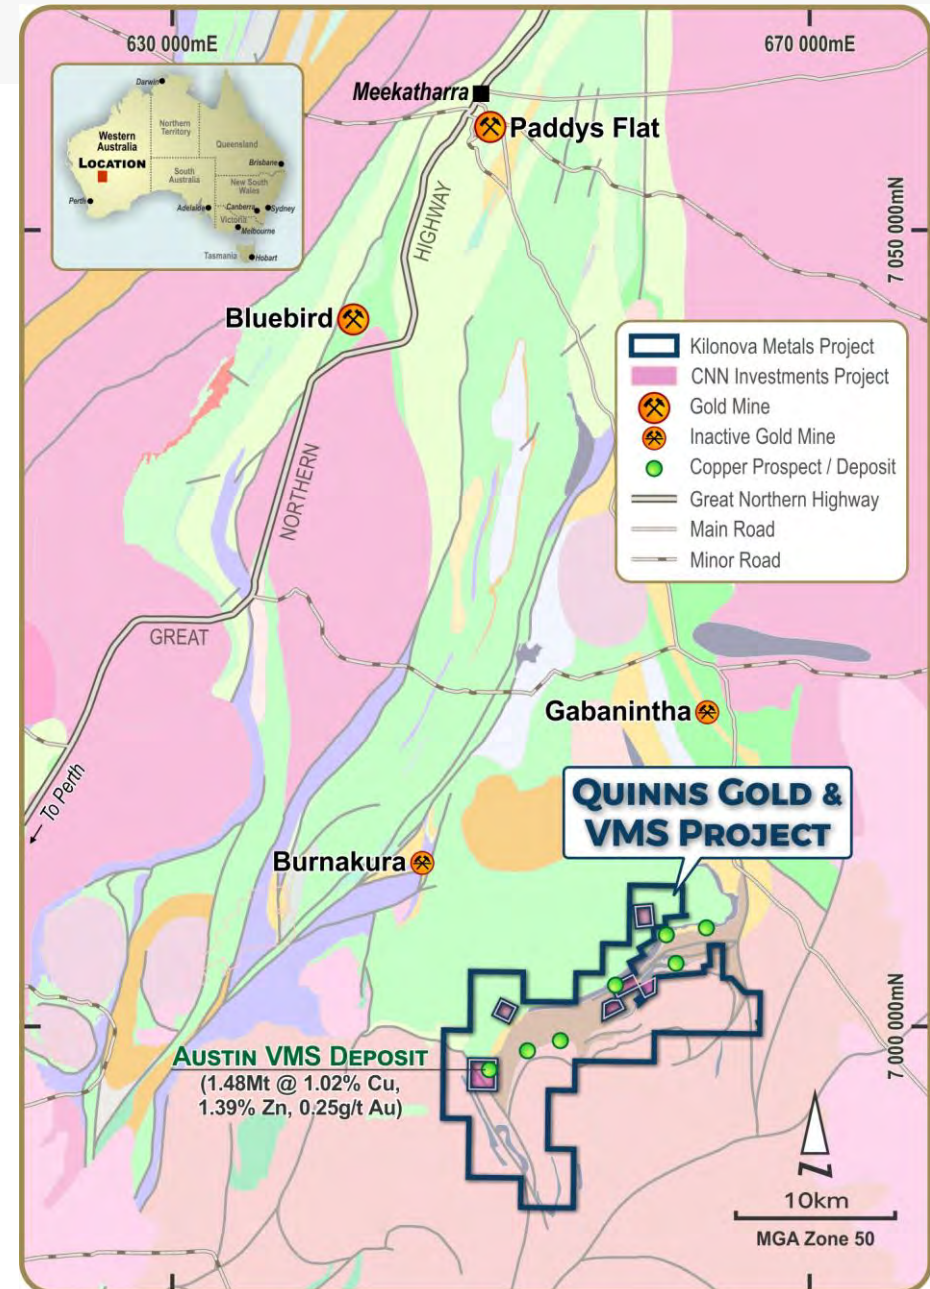 630 000mE
670 000mE
Darwin
Northern
Territory
Western
Australia
LOCATION
Queensland
Brisbane
South
Australia
New South
Wales
Perth
Adelaide
Canberra
Sydney
Victoria
Melbourne
Tasmania
Hobart
Meekatharra
Paddys Flat
HIGHWAY
7 050 000mN
Bluebird
Kilonova Metals Project
CNN Investments Project
Gold Mine
Inactive Gold Mine
Copper Prospect / Deposit
Great Northern Highway
Main Road
Minor Road
NORTHERN
GREAT
Gabanintha
To Perth
QUINNS GOLD &
VMS PROJECT
Burnakura
7 000 000mN
AUSTIN VMS DEPOSIT
(1.48Mt @ 1.02% Cu,
1.39% Zn, 0.25g/t Au)
N
10km
MGA Zone 50